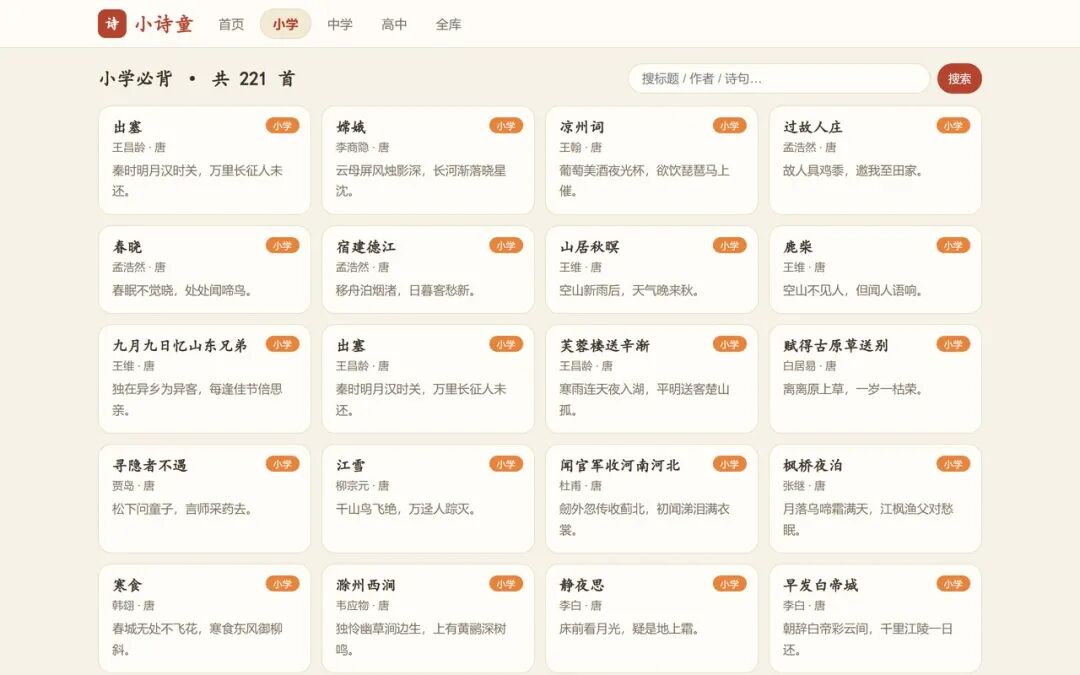 诗 小诗童 首页 小学 中学 高中 全库
小学必背 • 共 221 首
搜标题 / 作者 / 诗句… 搜索
出塞 小学
王昌龄 · 唐
秦时明月汉时关，万里长征人未
还。
嫦娥 小学
李商隐 · 唐
云母屏风烛影深，长河渐落晓星
沈。
凉州词 小学
王翰 · 唐
葡萄美酒夜光杯，欲饮琵琶马上
催。
过故人庄 小学
孟浩然 · 唐
故人具鸡黍，邀我至田家。
春晓 小学
孟浩然 · 唐
春眠不觉晓，处处闻啼鸟。
宿建德江 小学
孟浩然 · 唐
移舟泊烟渚，日暮客愁新。
山居秋暝 小学
王维 · 唐
空山新雨后，天气晚来秋。
鹿柴 小学
王维 · 唐
空山不见人，但闻人语响。
九月九日忆山东兄弟 小学
王维 · 唐
独在异乡为异客，每逢佳节倍思
亲。
出塞 小学
王昌龄 · 唐
秦时明月汉时关，万里长征人未
还。
芙蓉楼送辛渐 小学
王昌龄 · 唐
寒雨连天夜入湖，平明送客楚山
孤。
赋得古原草送别 小学
白居易 · 唐
离离原上草，一岁一枯荣。
寻隐者不遇 小学
贾岛 · 唐
松下问童子，言师采药去。
江雪 小学
柳宗元 · 唐
千山鸟飞绝，万迳人踪灭。
闻官军收河南河北 小学
杜甫 · 唐
剑外忽传收蓟北，初闻涕泪满衣
裳。
枫桥夜泊 小学
张继 · 唐
月落乌啼霜满天，江枫渔父对愁
眠。
寒食 小学
韩翃 · 唐
春城无处不飞花，寒食东风御柳
斜。
滁州西涧 小学
韦应物 · 唐
独怜幽草涧边生，上有黄鹂深树
鸣。
静夜思 小学
李白 · 唐
床前看月光，疑是地上霜。
早发白帝城 小学
李白 · 唐
朝辞白帝彩云间，千里江陵一日
还。